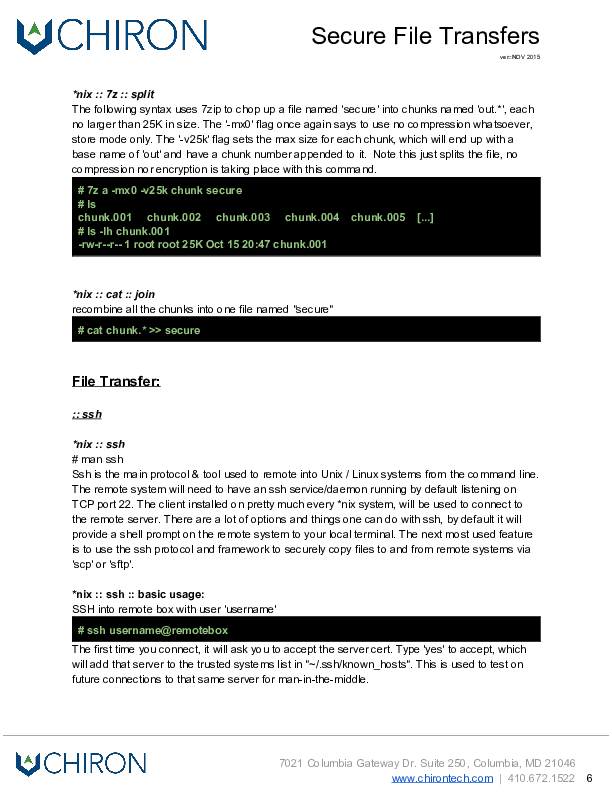 CHIRON
Secure File Transfers
ver:NOV 2015
*nix :: 7z :: split
The following syntax uses 7zip to chop up a file named 'secure' into chunks named 'out.*', each
no larger than 25K in size. The '-mx0' flag once again says to use no compression whatsoever,
store mode only. The '-v25k' flag sets the max size for each chunk, which will end up with a
base name of 'out' and have a chunk number appended to it.  Note this just splits the file, no
compression nor encryption is taking place with this command.
# 7z a -mx0 -v25k chunk secure
# ls
chunk.001 chunk.002 chunk.003 chunk.004 chunk.005 [...]
# ls -lh chunk.001
-rw-r--r-- 1 root root 25K Oct 15 20:47 chunk.001
*nix :: cat :: join
recombine all the chunks into one file named "secure"
# cat chunk.* >> secure
File Transfer:
:: ssh
*nix :: ssh
# man ssh
Ssh is the main protocol & tool used to remote into Unix / Linux systems from the command line.
The remote system will need to have an ssh service/daemon running by default listening on
TCP port 22. The client installed on pretty much every *nix system, will be used to connect to
the remote server. There are a lot of options and things one can do with ssh, by default it will
provide a shell prompt on the remote system to your local terminal. The next most used feature
is to use the ssh protocol and framework to securely copy files to and from remote systems via
'scp' or 'sftp'.
*nix :: ssh :: basic usage:
SSH into remote box with user 'username'
# ssh username@remotebox
The first time you connect, it will ask you to accept the server cert. Type 'yes' to accept, which
will add that server to the trusted systems list in "~/.ssh/known_hosts". This is used to test on
future connections to that same server for man-in-the-middle.
CHIRON
7021 Columbia Gateway Dr. Suite 250, Columbia, MD 21046
www.chirontech.com | 410.672.1522 6